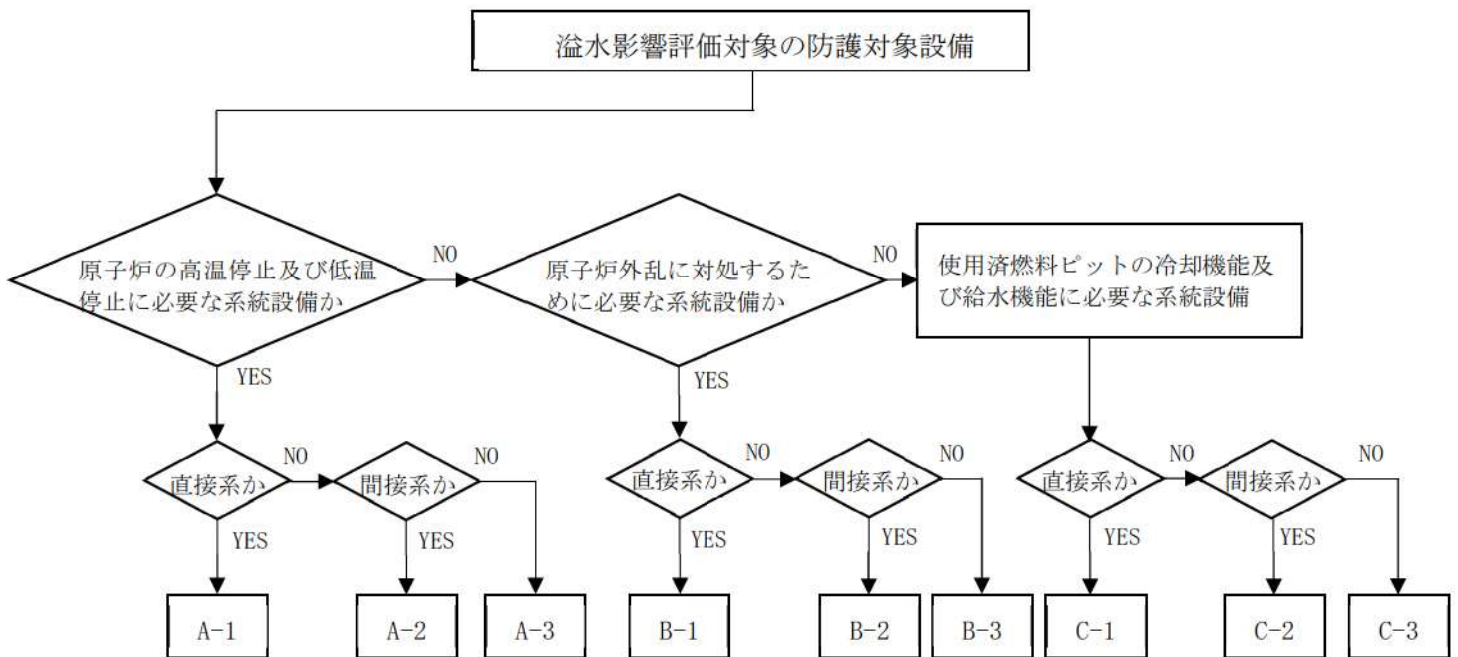 溢水影響評価対象の防護対象設備
原子炉の高温停止及び低温
停止に必要な系統設備か
NO
原子炉外乱に対処するた
めに必要な系統設備か
NO
使用済燃料ピットの冷却機能及
び給水機能に必要な系統設備
YES
YES
直接系か
NO
間接系か
NO
直接系か
NO
間接系か
NO
直接系か
NO
間接系か
NO
YES
YES
YES
YES
YES
YES
A-1
A-2
A-3
B-1
B-2
B-3
C-1
C-2
C-3